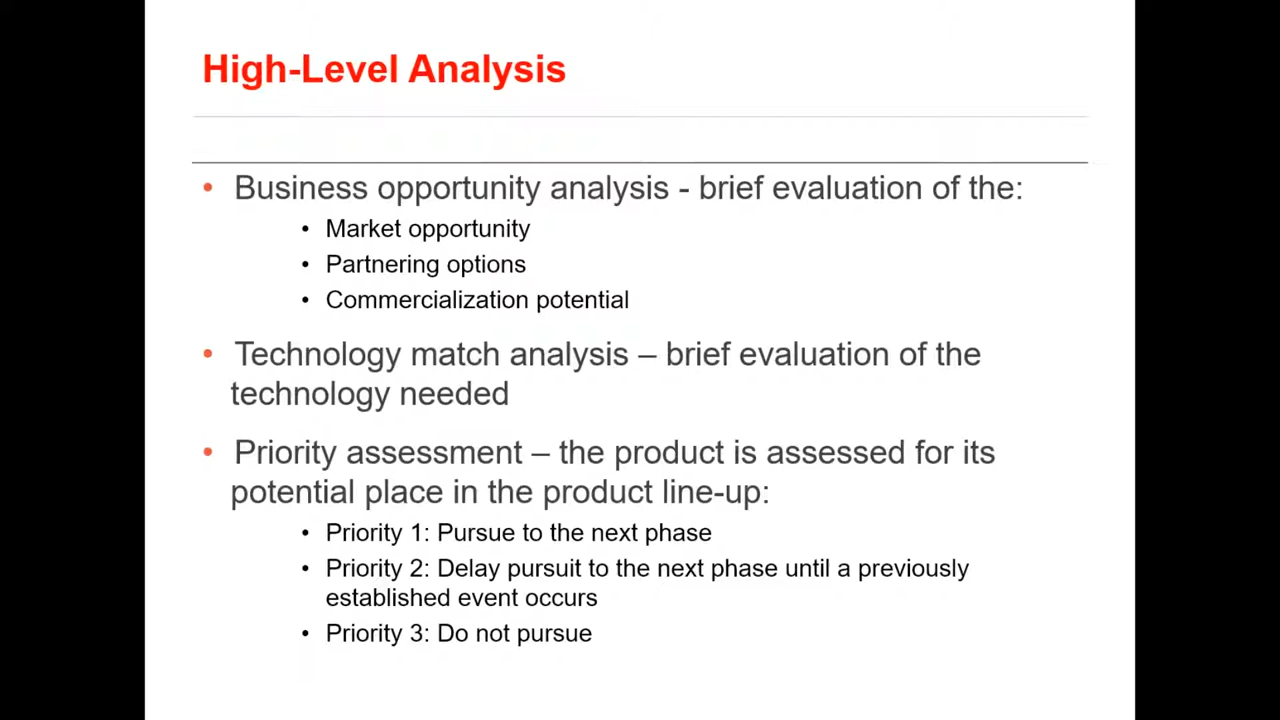 High-Level Analysis
• Business opportunity analysis - brief evaluation of the:
• Market opportunity
• Partnering options
• Commercialization potential
• Technology match analysis – brief evaluation of the
technology needed
• Priority assessment – the product is assessed for its
potential place in the product line-up:
• Priority 1: Pursue to the next phase
• Priority 2: Delay pursuit to the next phase until a previously
established event occurs
• Priority 3: Do not pursue